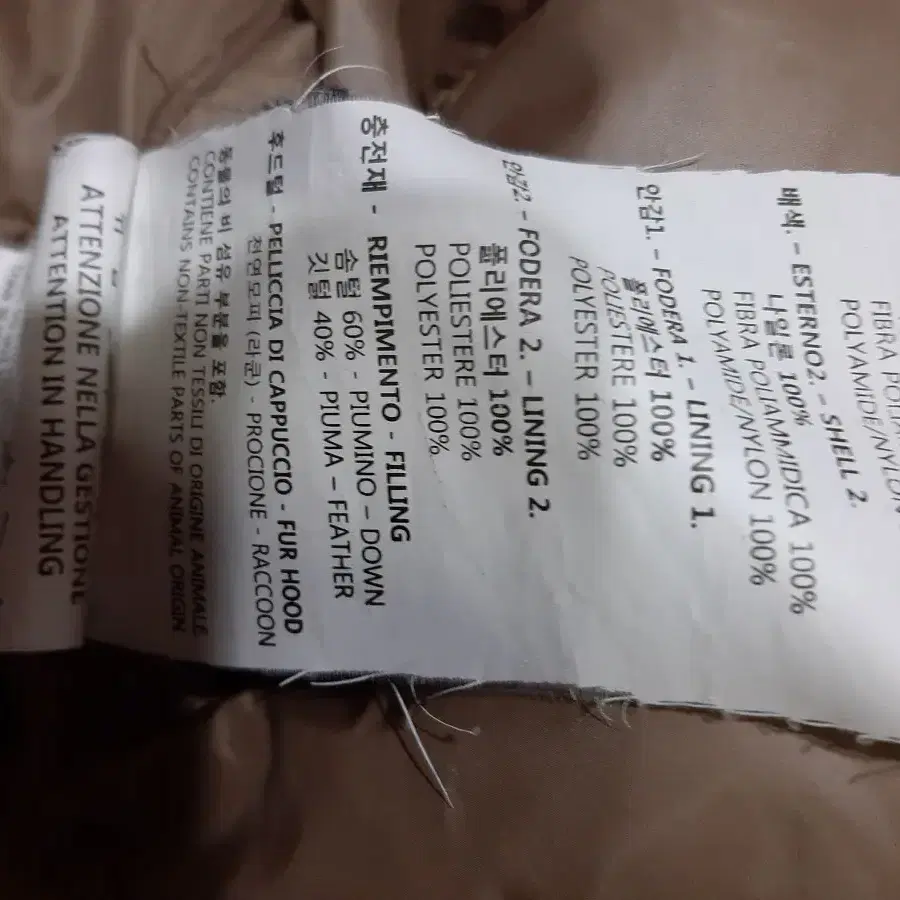 FIBRA
POLYAMIDE/NYLON
배색. - ESTERNO2. - SHELL 2.
나일론 100%
FIBRA POLIAMMIDICA 100%
POLYAMIDE/NYLON 100%
안감1. - FODERA 1. - LINING 1.
폴리에스터 100%
POLIESTERE 100%
POLYESTER 100%
안감2. - FODERA 2. - LINING 2.
폴리에스터 100%
POLIESTERE 100%
POLYESTER 100%
충전재 - RIEMPIMENTO - FILLING
솜털 60% - PIUMINO – DOWN
깃털 40% - PIUMA – FEATHER
후드털 - PELLICCIA DI CAPPUCCIO - FUR HOOD
천연모피 (라쿤) - PROCIONE - RACCOON
동물의 비 섬유 부분을 포함.
CONTIENE PARTI NON TESSILI DI ORIGINE ANIMALE
CONTAINS NON-TEXTILE PARTS OF ANIMAL ORIGIN
ATTENZIONE NELLA GESTIONE
ATTENTION IN HANDLING